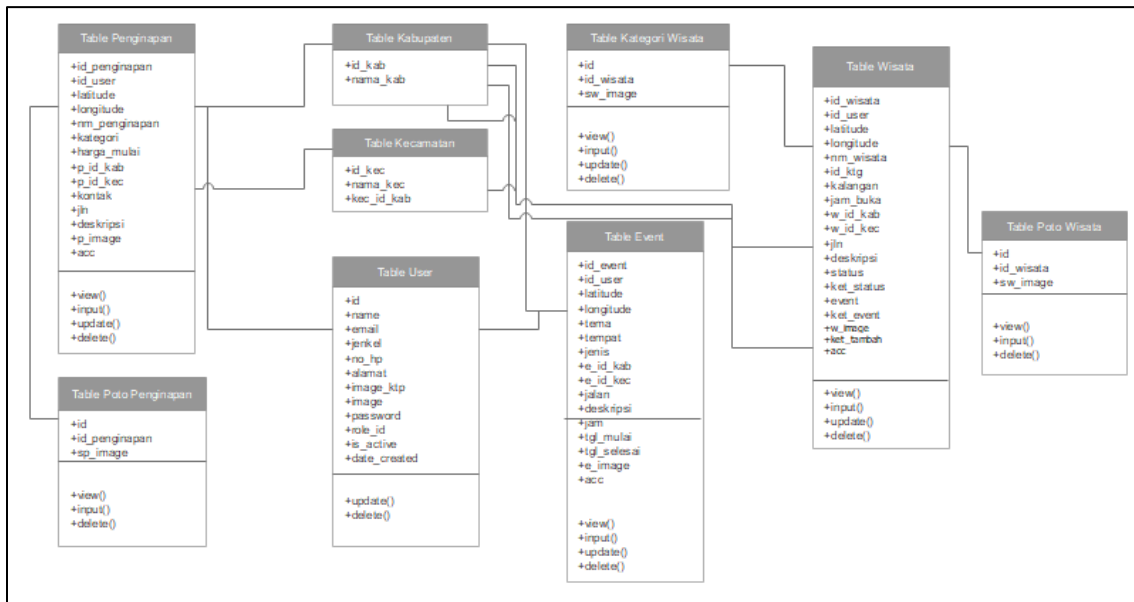 Table Penginapan
+id_penginapan
+id_user
+latitude
+longitude
+nm_penginapan
+kategori
+harga_mulai
+p_id_kab
+p_id_kec
+kontak
+jln
+deskripsi
+p_image
+acc
+view()
+input()
+update()
+delete()
Table Poto Penginapan
+id
+id_penginapan
+sp_image
+view()
+input()
+delete()
Table Kabupaten
+id_kab
+nama_kab
Table Kecamatan
+id_kec
+nama_kec
+kec_id_kab
Table User
+id
+name
+email
+jenkel
+no_hp
+alamat
+image_ktp
+image
+password
+role_id
+is_active
+date_created
+update()
+delete()
Table Kategori Wisata
+id
+id_wisata
+sw_image
+view()
+input()
+update()
+delete()
Table Event
+id_event
+id_user
+latitude
+longitude
+tema
+tempat
+jenis
+e_id_kab
+e_id_kec
+jalan
+deskripsi
+jam
+tgl_mulai
+tgl_selesai
+e_image
+acc
+view()
+input()
+update()
+delete()
Table Wisata
+id_wisata
+id_user
+latitude
+longitude
+nm_wisata
+id_ktg
+kalangan
+jam_buka
+w_id_kab
+w_id_kec
+jln
+deskripsi
+status
+ket_status
+event
+ket_event
+w_image
+ket_tambah
+acc
+view()
+input()
+update()
+delete()
Table Poto Wisata
+id
+id_wisata
+sw_image
+view()
+input()
+delete()